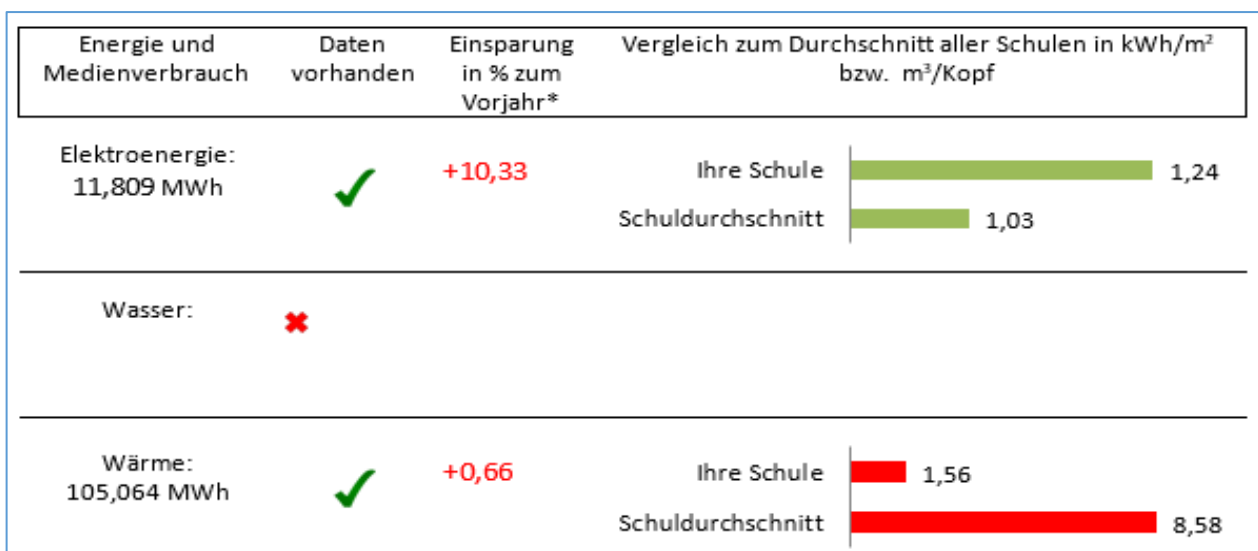 Energie und Medienverbrauch
Daten vorhanden
Einsparung in % zum Vorjahr*
Vergleich zum Durchschnitt aller Schulen in kWh/m² bzw. m³/Kopf
Elektroenergie:
11,809 MWh
+10,33
Ihre Schule
1,24
Schuldurchschnitt
1,03
Wasser:
Wärme:
105,064 MWh
+0,66
Ihre Schule
1,56
Schuldurchschnitt
8,58